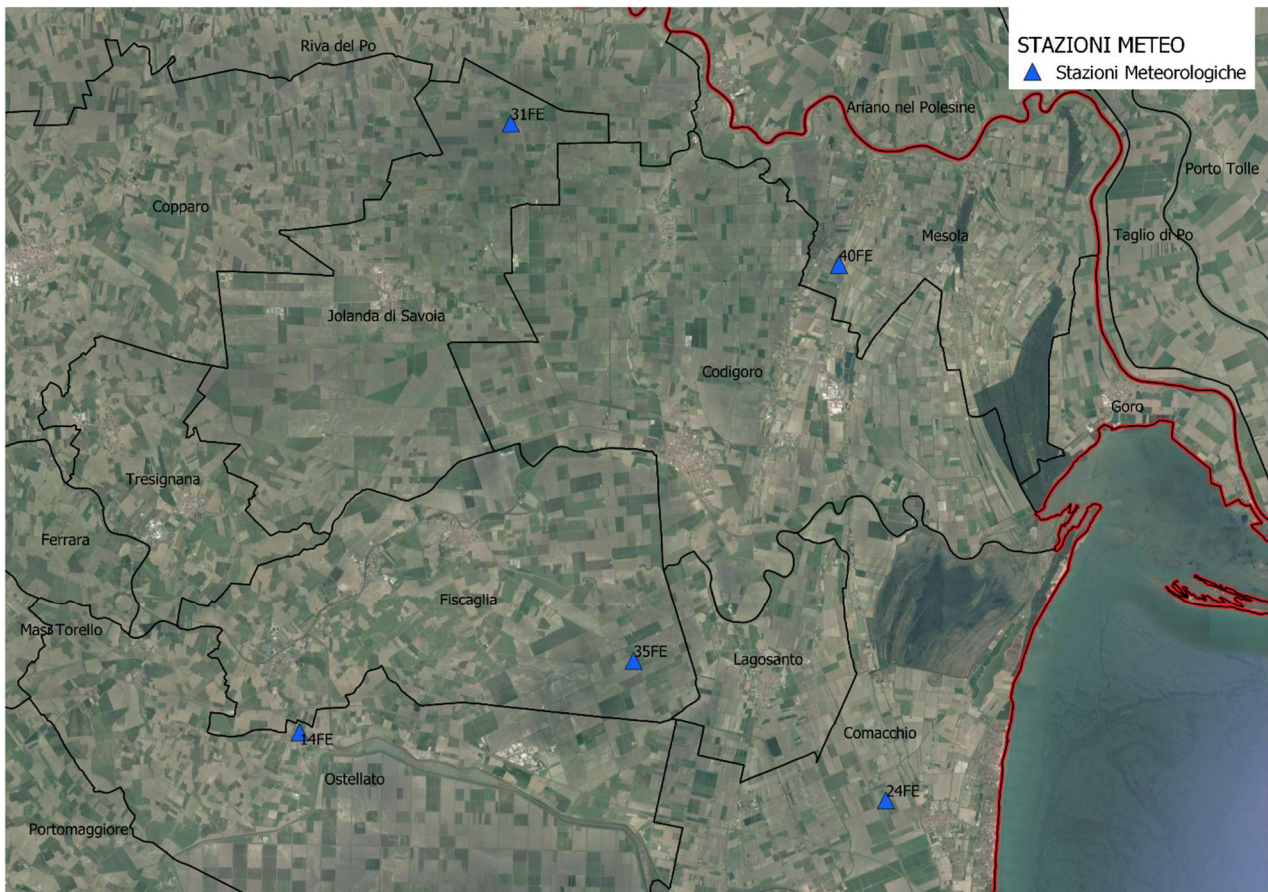 STAZIONI METEO
Stazioni Meteorologiche
Riva del Po
31FE
Ariano nel Polesine
Porto Tolle
Copparo
Mesola
Taglio di Po
40FE
Jolanda di Savoia
Codigoro
Goro
Tresignana
Ferrara
Fiscaglia
Masi Torello
35FE
Lagosanto
14FE
Comacchio
Ostellato
24FE
Portomaggiore